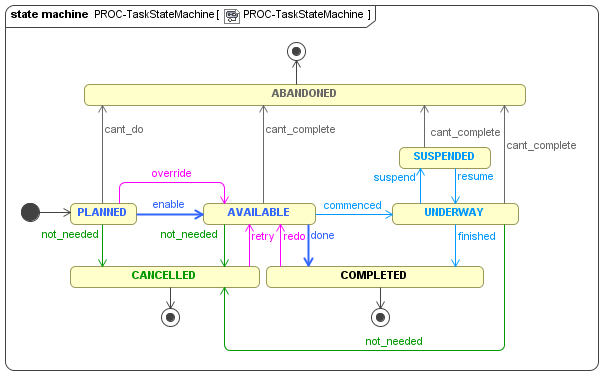 state machine PROC-TaskStateMachine [ PROC-TaskStateMachine ]
ABANDONED
cant_do
cant_complete
cant_complete
cant_complete
SUSPENDED
override
suspend
resume
enable
commenced
PLANNED
AVAILABLE
UNDERWAY
not_needed
not_needed
retry
redo
done
finished
CANCELLED
COMPLETED
not_needed